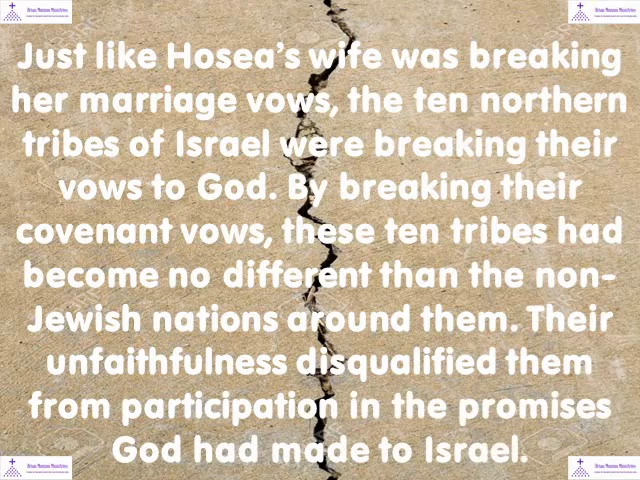 Just like Hosea's wife was breaking
her marriage vows, the ten northern
tribes of Israel were breaking their
vows to God. By breaking their
covenant vows, these ten tribes had
become no different than the non-
Jewish nations around them. Their
unfaithfulness disqualified them
from participation in the promises
God had made to Israel.